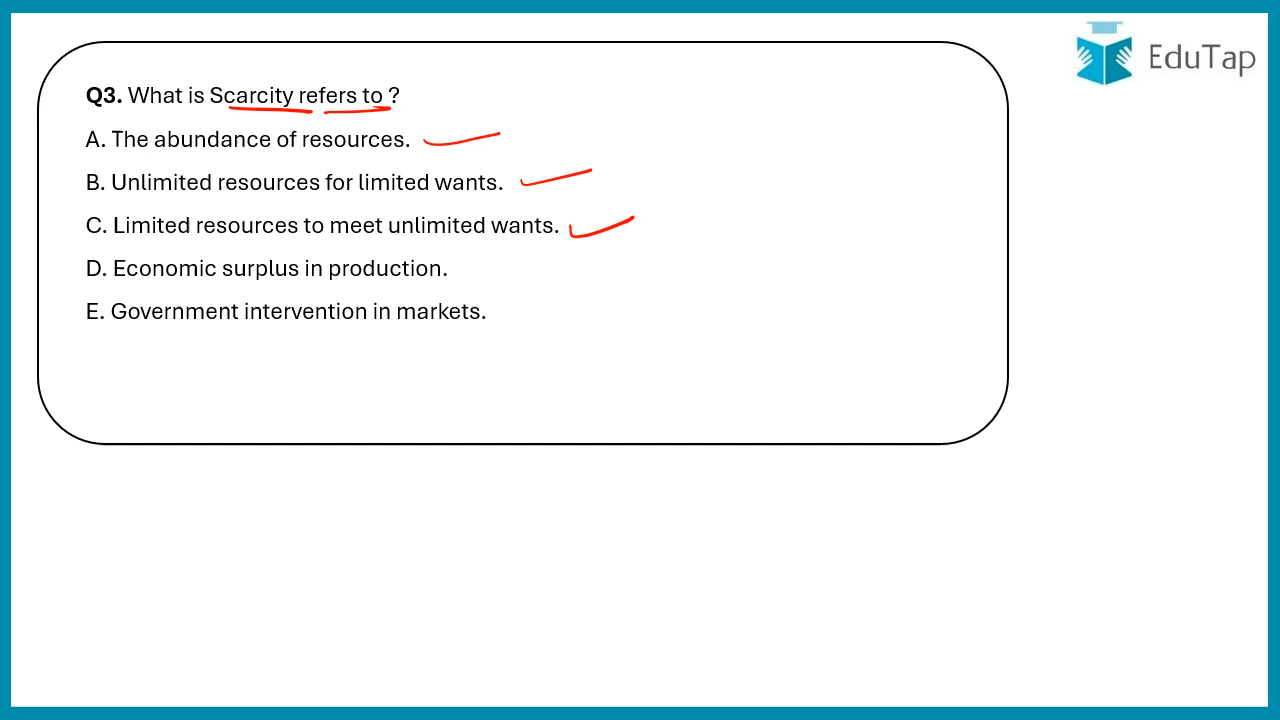 EduTap
Q3. What is Scarcity refers to ?
A. The abundance of resources.
B. Unlimited resources for limited wants.
C. Limited resources to meet unlimited wants.
D. Economic surplus in production.
E. Government intervention in markets.